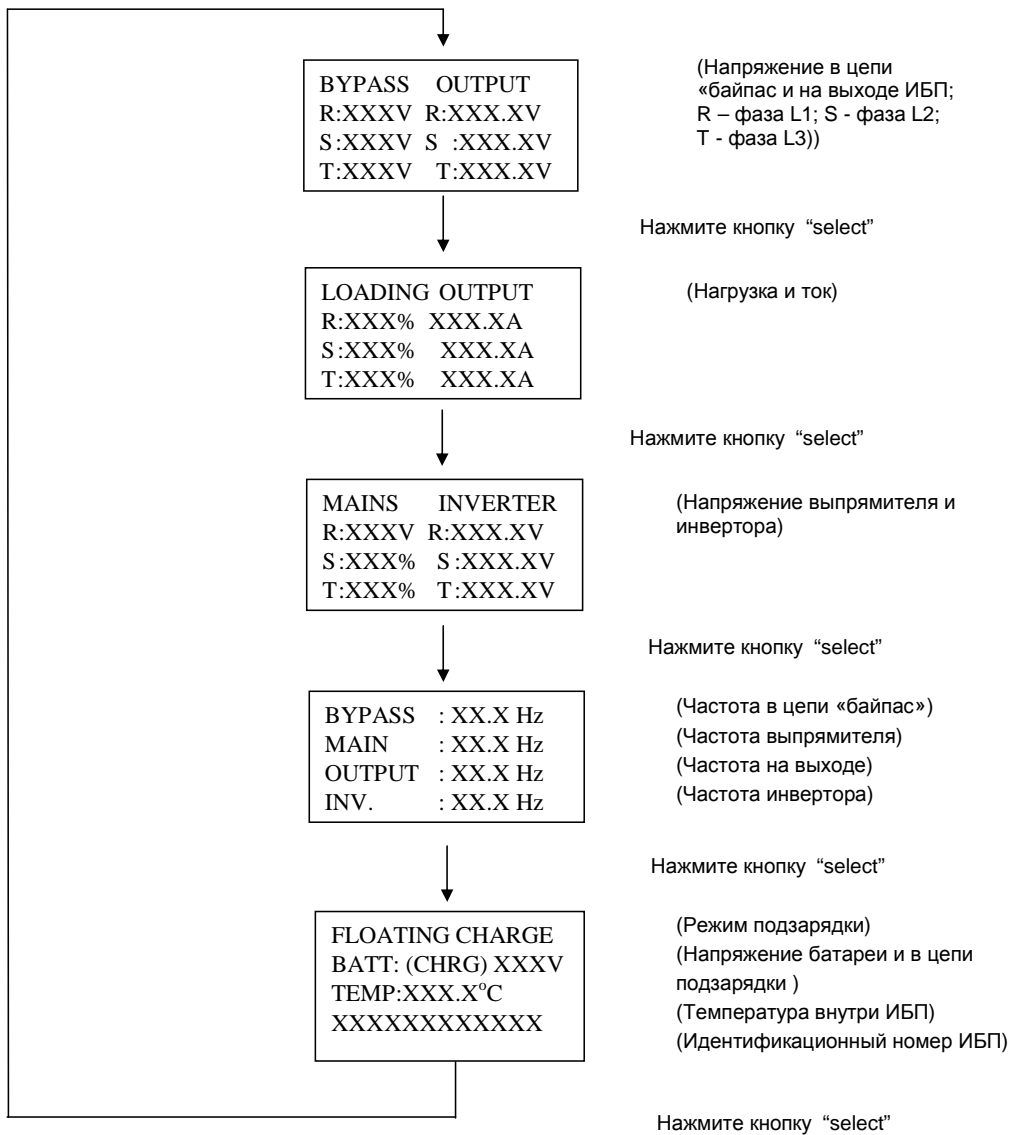 BYPASS OUTPUT
R:XXXV R:XXX.XV
S:XXXV S :XXX.XV
T:XXXV T:XXX.XV
(Напряжение в цепи
«байпас и на выходе ИБП;
R – фаза L1; S - фаза L2;
T - фаза L3))
Нажмите кнопку “select”
LOADING OUTPUT
R:XXX% XXX.XA
S:XXX% XXX.XA
T:XXX% XXX.XA
(Нагрузка и ток)
Нажмите кнопку “select”
MAINS INVERTER
R:XXXV R:XXX.XV
S:XXX% S:XXX.XV
T:XXX% T:XXX.XV
(Напряжение выпрямителя и
инвертора)
Нажмите кнопку “select”
BYPASS : XX.X Hz
MAIN : XX.X Hz
OUTPUT : XX.X Hz
INV. : XX.X Hz
(Частота в цепи «байпас»)
(Частота выпрямителя)
(Частота на выходе)
(Частота инвертора)
Нажмите кнопку “select”
FLOATING CHARGE
BATT: (CHRG) XXXV
TEMP:XXX.X°C
XXXXXXXXXXXX
(Режим подзарядки)
(Напряжение батареи и в цепи
подзарядки )
(Температура внутри ИБП)
(Идентификационный номер ИБП)
Нажмите кнопку “select”